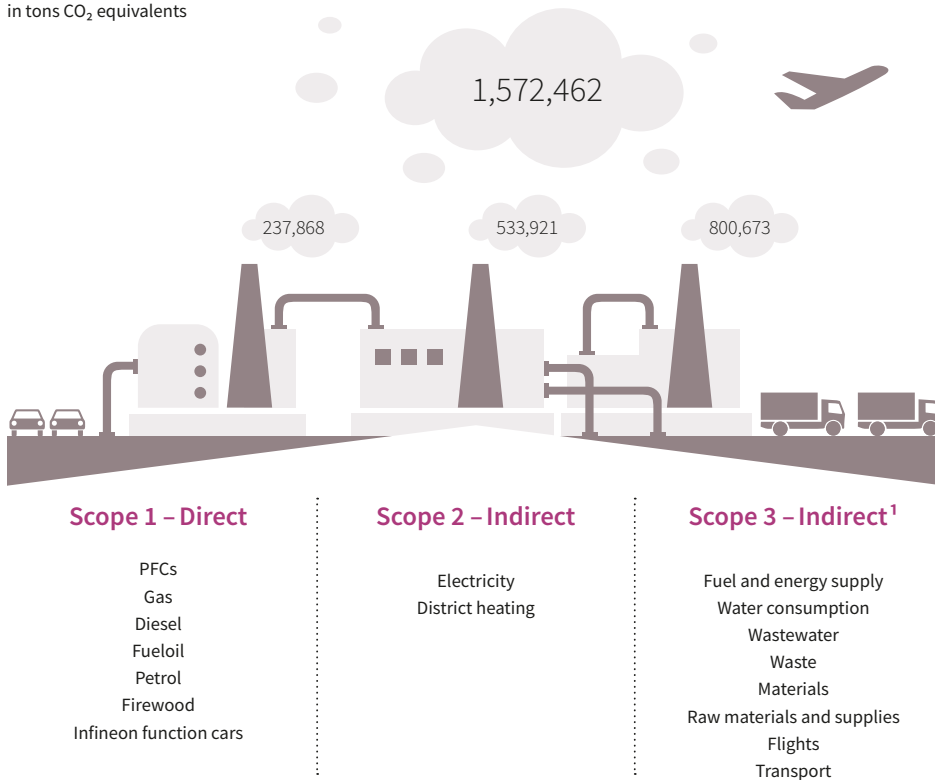 in tons CO₂ equivalents
1,572,462
237,868
533,921
800,673
Scope 1 – Direct
PFCs
Gas
Diesel
Fueloil
Petrol
Firewood
Infineon function cars
Scope 2 – Indirect
Electricity
District heating
Scope 3 – Indirect¹
Fuel and energy supply
Water consumption
Wastewater
Waste
Materials
Raw materials and supplies
Flights
Transport